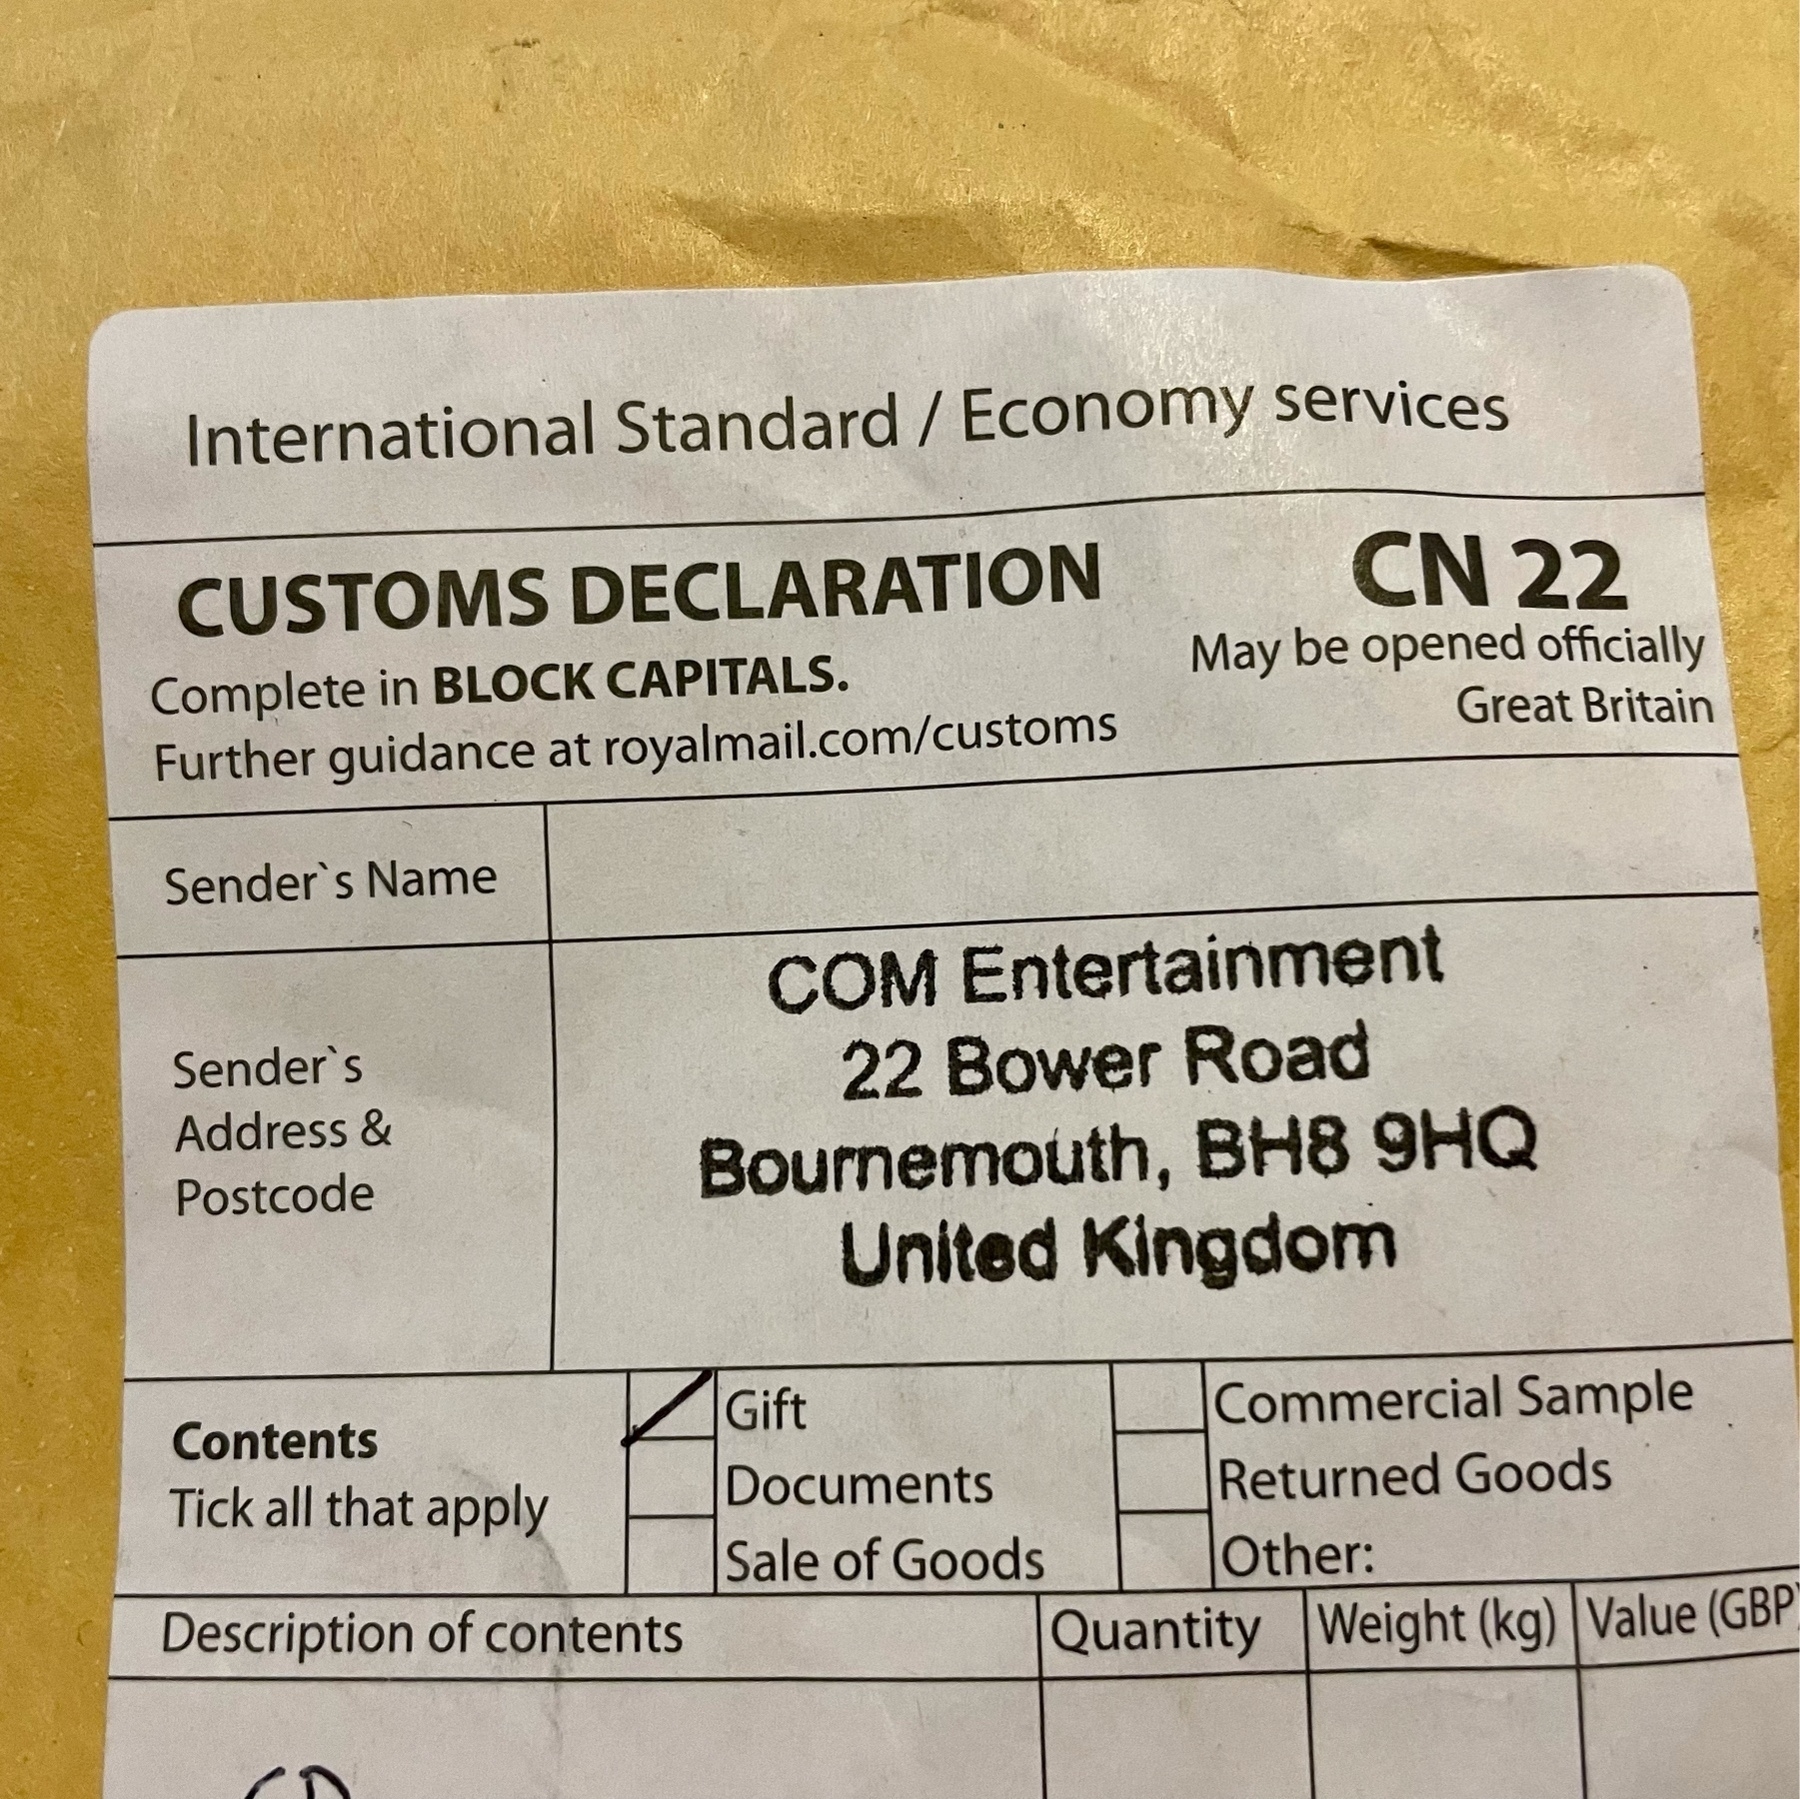 International Standard / Economy services
CUSTOMS DECLARATION
CN 22
Complete in BLOCK CAPITALS.
May be opened officially
Further guidance at royalmail.com/customs
Great Britain
Sender`s Name
Sender`s
Address &
Postcode
COM Entertainment
22 Bower Road
Bournemouth, BH8 9HQ
United Kingdom
Contents
Tick all that apply
Gift
Documents
Sale of Goods
Commercial Sample
Returned Goods
Other:
Description of contents
Quantity
Weight (kg)
Value (GBP)